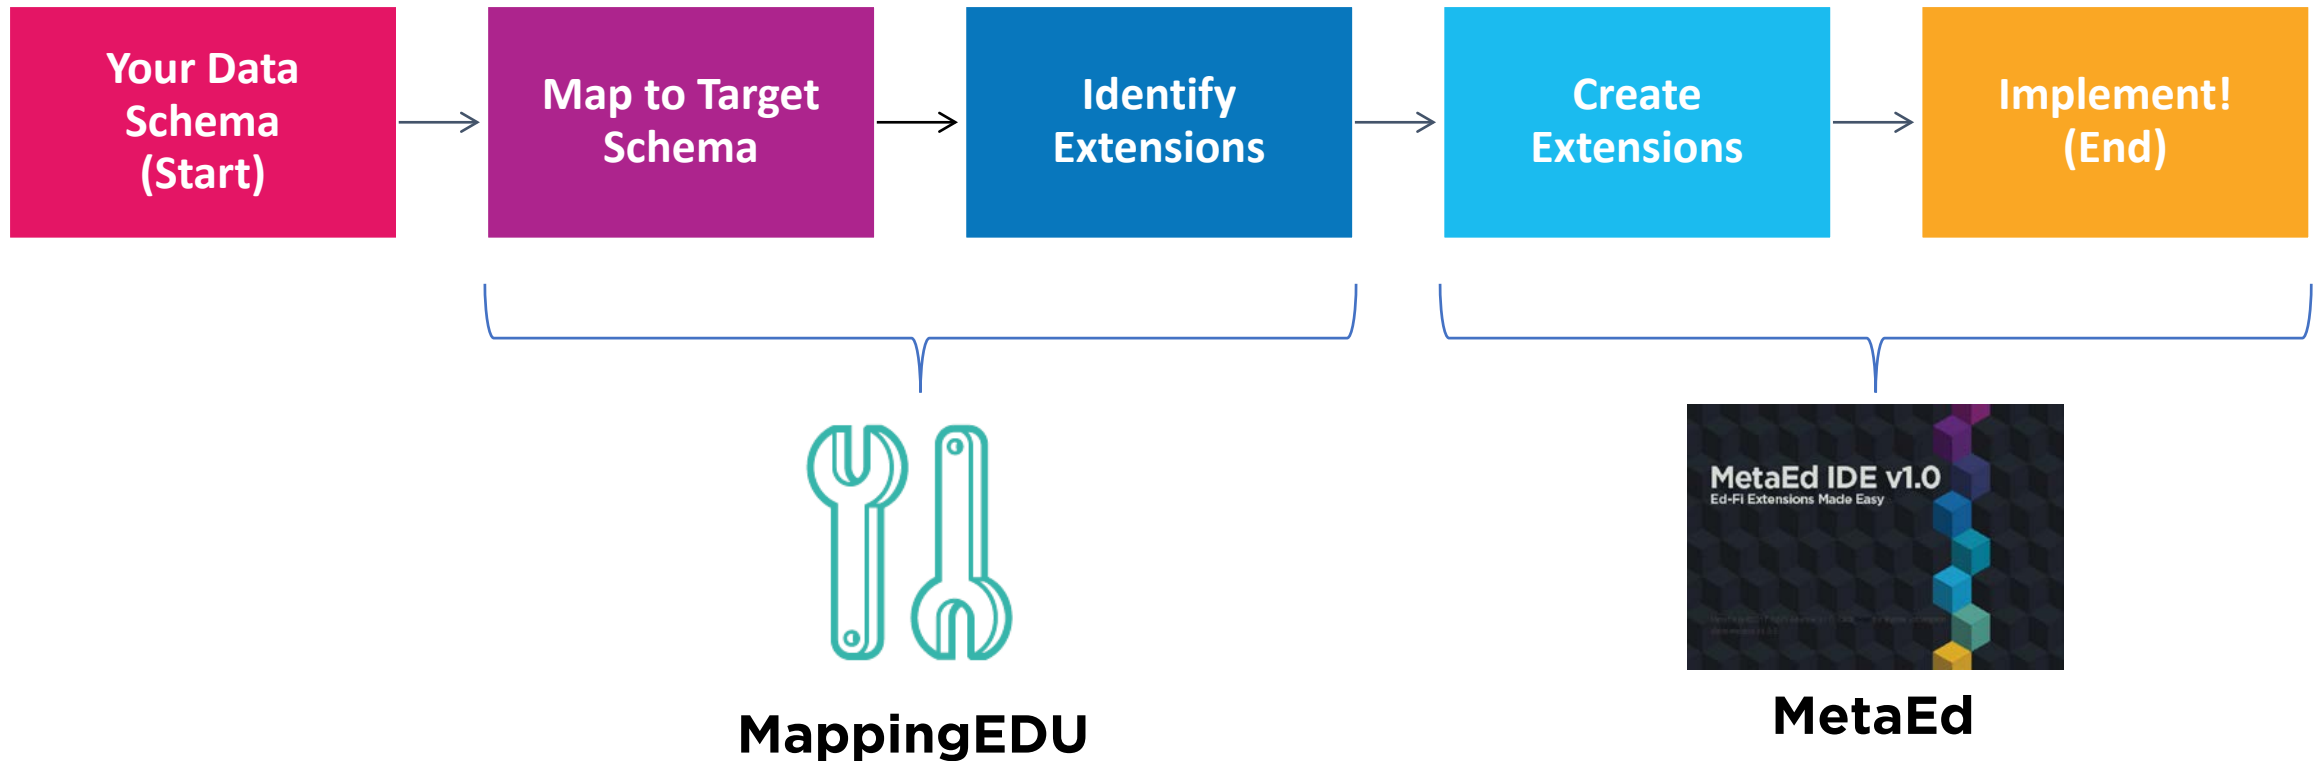 Your Data
Schema
(Start)
Map to Target
Schema
Identify
Extensions
Create
Extensions
Implement!
(End)
MetaEd IDE v1.0
Ed-Fi Extensions Made Easy
MappingEDU
MetaEd